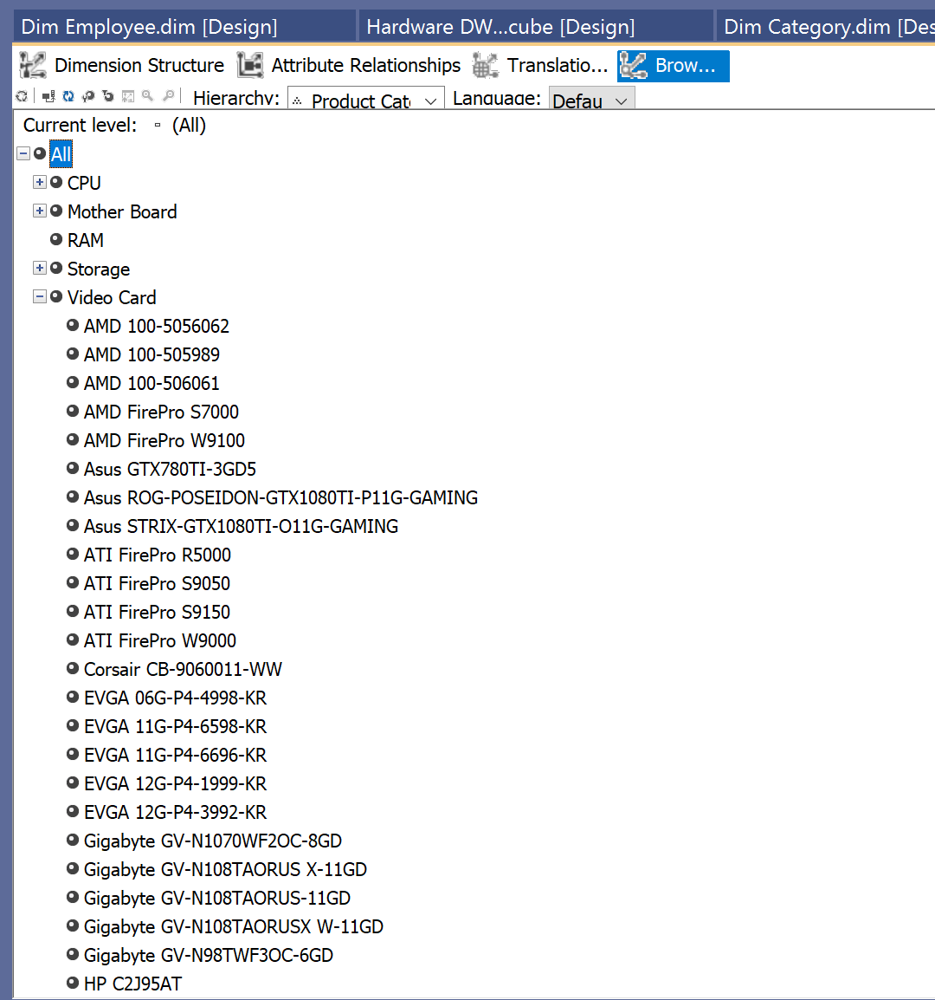 Dim Employee.dim [Design] Hardware DW...cube [Design] Dim Category.dim [Des
Dimension Structure Attribute Relationships Translatio... Brow...
Hierarchy: Product Cat Language: Defau
Current level: (All)
All
CPU
Mother Board
RAM
Storage
Video Card
AMD 100-5056062
AMD 100-505989
AMD 100-506061
AMD FirePro S7000
AMD FirePro W9100
Asus GTX780TI-3GD5
Asus ROG-POSEIDON-GTX1080TI-P11G-GAMING
Asus STRIX-GTX1080TI-O11G-GAMING
ATI FirePro R5000
ATI FirePro S9050
ATI FirePro S9150
ATI FirePro W9000
Corsair CB-9060011-WW
EVGA 06G-P4-4998-KR
EVGA 11G-P4-6598-KR
EVGA 11G-P4-6696-KR
EVGA 12G-P4-1999-KR
EVGA 12G-P4-3992-KR
Gigabyte GV-N1070WF2OC-8GD
Gigabyte GV-N108TAORUS X-11GD
Gigabyte GV-N108TAORUS-11GD
Gigabyte GV-N108TAORUSX W-11GD
Gigabyte GV-N98TWF3OC-6GD
HP C2J95AT